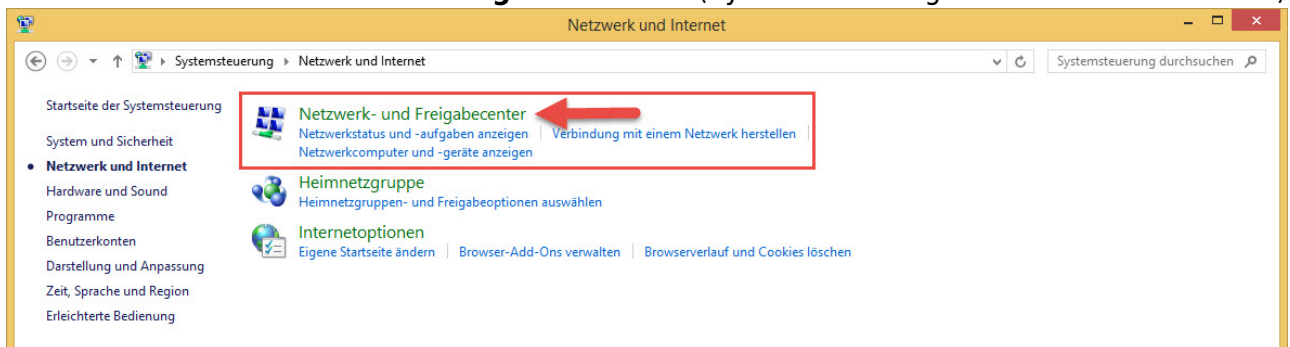 Netzwerk und Internet
Systemsteuerung ▸ Netzwerk und Internet
Systemsteuerung durchsuchen
Startseite der Systemsteuerung
System und Sicherheit
Netzwerk und Internet
Hardware und Sound
Programme
Benutzerkonten
Darstellung und Anpassung
Zeit, Sprache und Region
Erleichterte Bedienung
Netzwerk- und Freigabecenter
Netzwerkstatus und -aufgaben anzeigen | Verbindung mit einem Netzwerk herstellen |
Netzwerkcomputer und -geräte anzeigen
Heimnetzgruppe
Heimnetzgruppen- und Freigabeoptionen auswählen
Internetoptionen
Eigene Startseite ändern | Browser-Add-Ons verwalten | Browserverlauf und Cookies löschen